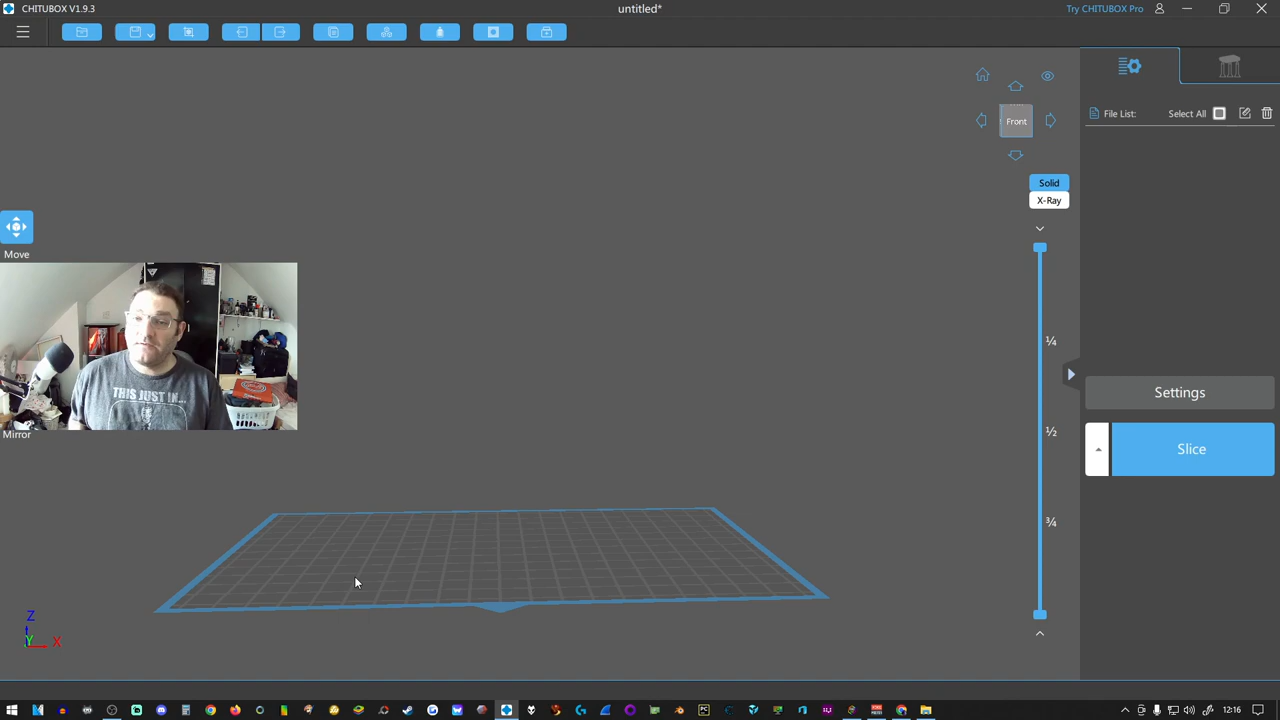 CHITUBOX V1.9.3
untitled*
Try CHITUBOX Pro
Front
File List:
Select All
Solid
X-Ray
Move
THIS JUST IN...
Mirror
¼
½
¾
Settings
Slice
Z
Y
X
12:16